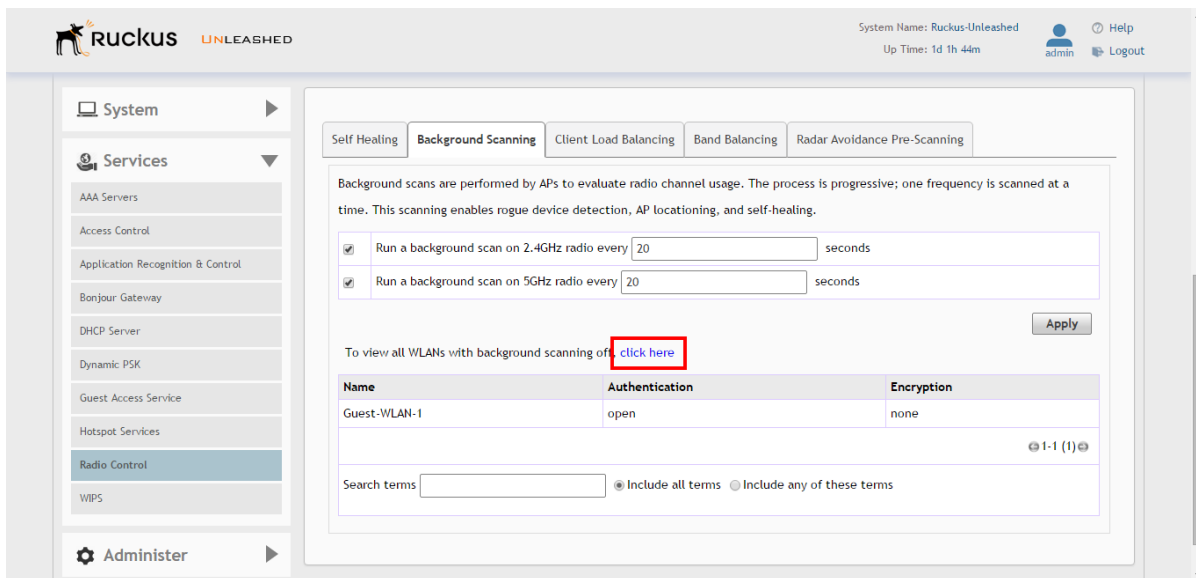 RUCKUS UNLEASHED
System Name: Ruckus-Unleashed
Up Time: 1d 1h 44m
admin
Help
Logout
System
Services
AAA Servers
Access Control
Application Recognition & Control
Bonjour Gateway
DHCP Server
Dynamic PSK
Guest Access Service
Hotspot Services
Radio Control
WIPS
Administer
Self Healing
Background Scanning
Client Load Balancing
Band Balancing
Radar Avoidance Pre-Scanning
Background scans are performed by APs to evaluate radio channel usage. The process is progressive; one frequency is scanned at a
time. This scanning enables rogue device detection, AP locationing, and self-healing.
Run a background scan on 2.4GHz radio every 20 seconds
Run a background scan on 5GHz radio every 20 seconds
Apply
To view all WLANs with background scanning off, click here
Name Authentication Encryption
Guest-WLAN-1 open none
1-1 (1)
Search terms Include all terms Include any of these terms